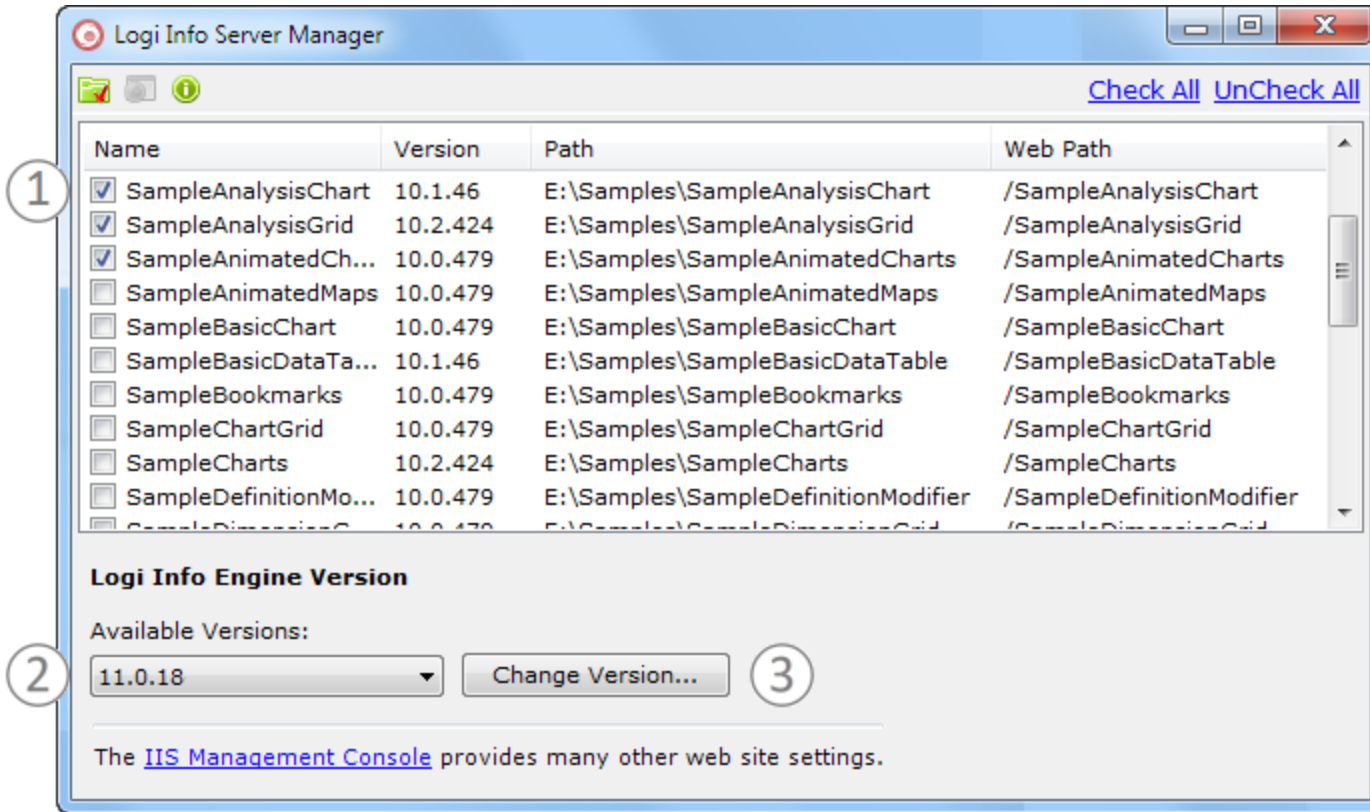 Logi Info Server Manager
Check All UnCheck All
Name Version Path Web Path
1
SampleAnalysisChart 10.1.46 E:\Samples\SampleAnalysisChart /SampleAnalysisChart
SampleAnalysisGrid 10.2.424 E:\Samples\SampleAnalysisGrid /SampleAnalysisGrid
SampleAnimatedCh... 10.0.479 E:\Samples\SampleAnimatedCharts /SampleAnimatedCharts
SampleAnimatedMaps 10.0.479 E:\Samples\SampleAnimatedMaps /SampleAnimatedMaps
SampleBasicChart 10.0.479 E:\Samples\SampleBasicChart /SampleBasicChart
SampleBasicDataTa... 10.1.46 E:\Samples\SampleBasicDataTable /SampleBasicDataTable
SampleBookmarks 10.0.479 E:\Samples\SampleBookmarks /SampleBookmarks
SampleChartGrid 10.0.479 E:\Samples\SampleChartGrid /SampleChartGrid
SampleCharts 10.2.424 E:\Samples\SampleCharts /SampleCharts
SampleDefinitionMo... 10.0.479 E:\Samples\SampleDefinitionModifier /SampleDefinitionModifier
Logi Info Engine Version
Available Versions:
2 11.0.18 Change Version... 3
The IIS Management Console provides many other web site settings.